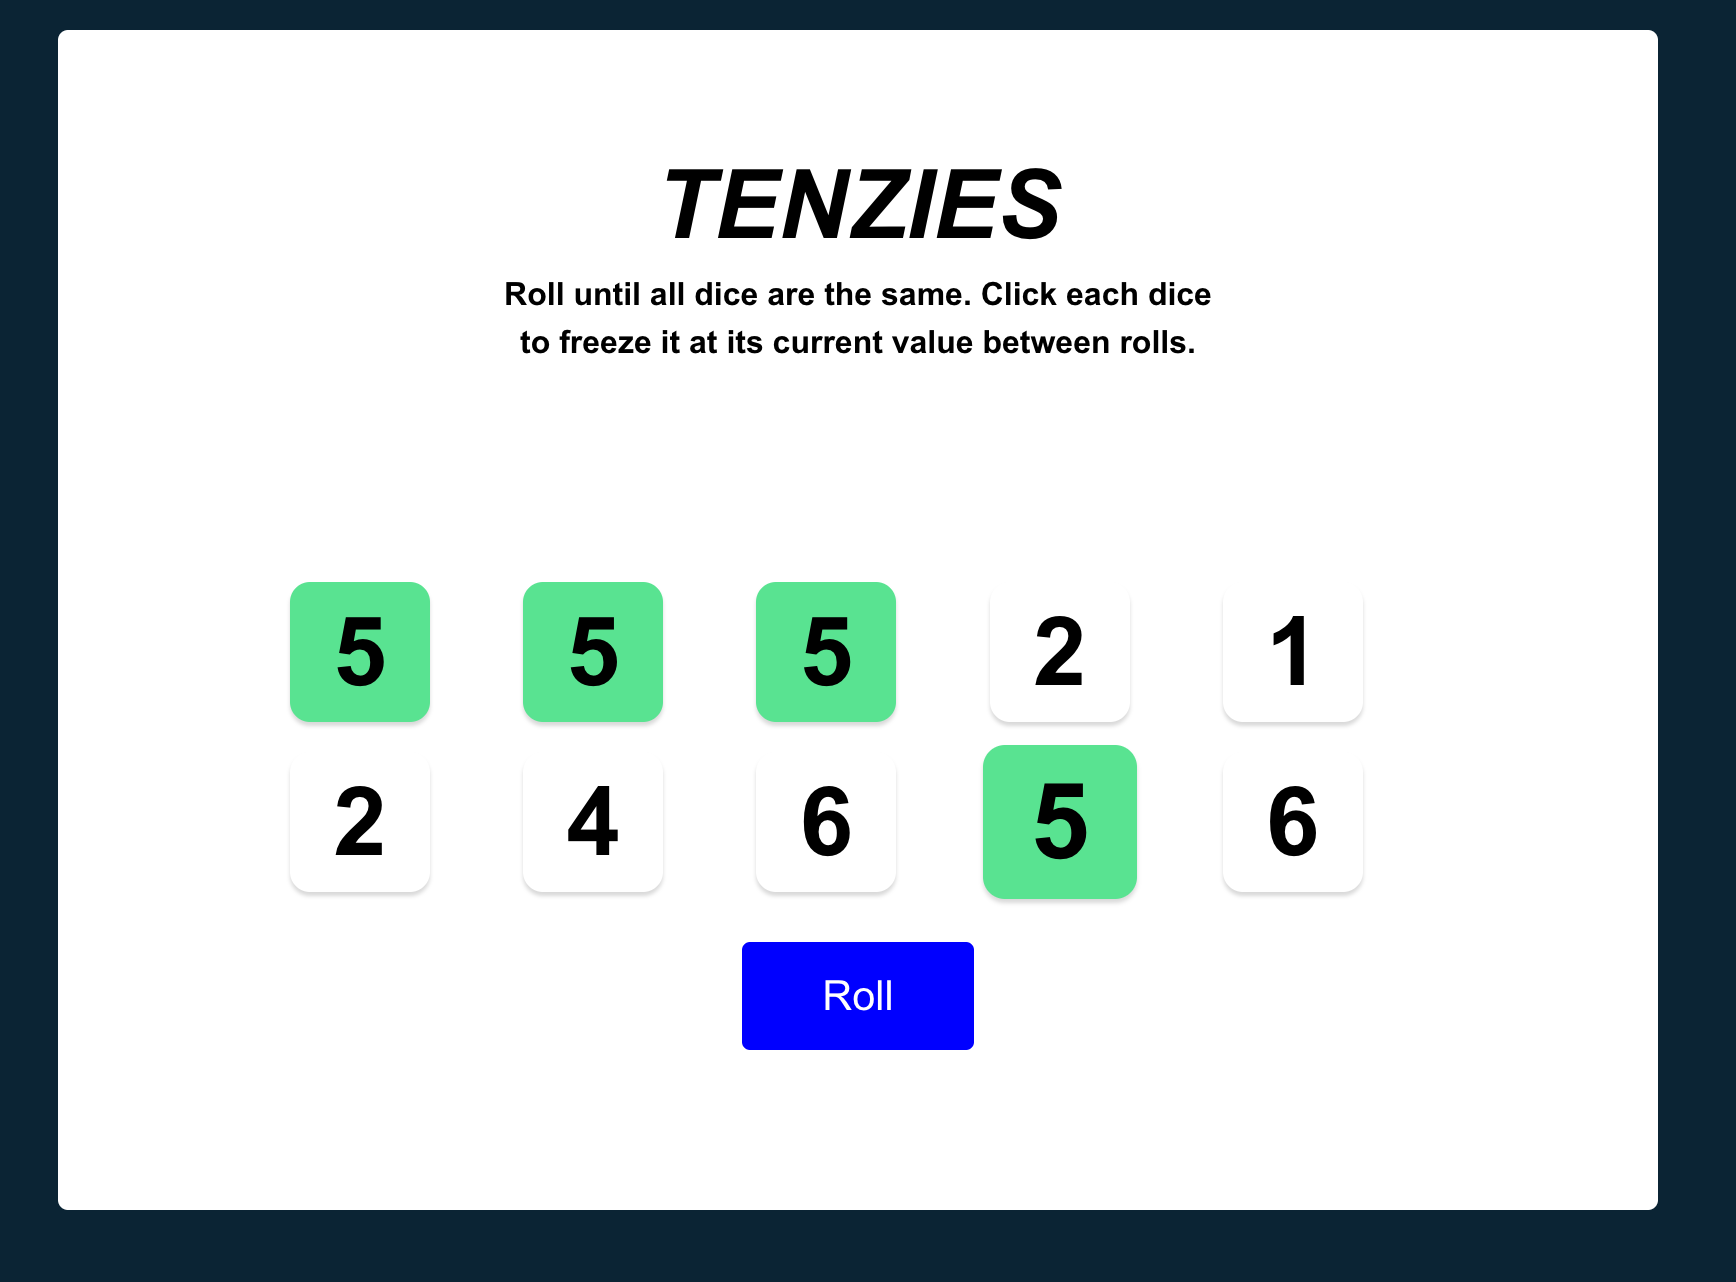 TENZIES
Roll until all dice are the same. Click each dice
to freeze it at its current value between rolls.
5 5 5 2 1
2 4 6 5 6
Roll